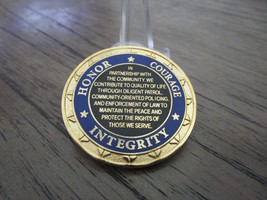 HONOR
COURAGE
IN
PARTNERSHIP WITH
THE COMMUNITY, WE
CONTRIBUTE TO QUALITY OF LIFE
THROUGH DILIGENT PATROL,
COMMUNITY-ORIENTED POLICING,
AND ENFORCEMENT OF LAW TO
MAINTAIN THE PEACE AND
PROTECT THE RIGHTS OF
THOSE WE SERVE.
INTEGRITY